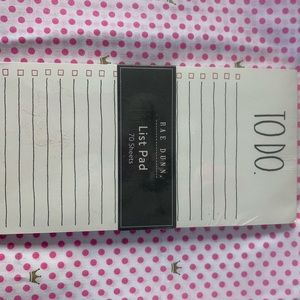 TO DO.
RAE DUNN.
List Pad
70 Sheets